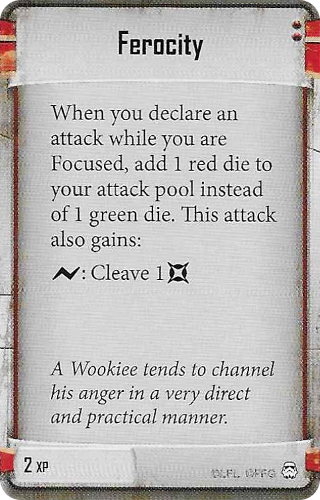 Ferocity
When you declare an
attack while you are
Focused, add 1 red die to
your attack pool instead
of 1 green die. This attack
also gains:
: Cleave 1
A Wookiee tends to channel
his anger in a very direct
and practical manner.
2 XP
©LFL ©FFG